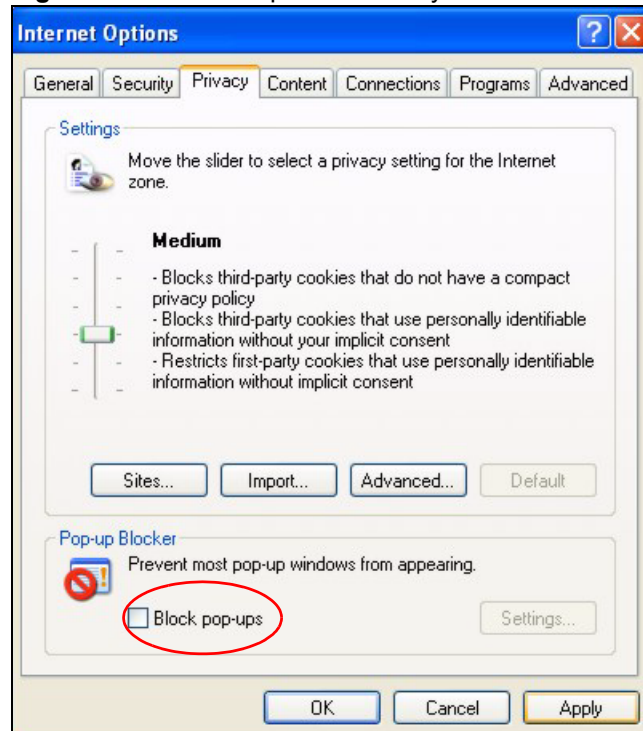 Internet Options
General Security Privacy Content Connections Programs Advanced
Settings
Move the slider to select a privacy setting for the Internet
zone.
Medium
- Blocks third-party cookies that do not have a compact
privacy policy
- Blocks third-party cookies that use personally identifiable
information without your implicit consent
- Restricts first-party cookies that use personally identifiable
information without implicit consent
Sites... Import... Advanced... Default
Pop-up Blocker
Prevent most pop-up windows from appearing.
Block pop-ups Settings...
OK Cancel Apply